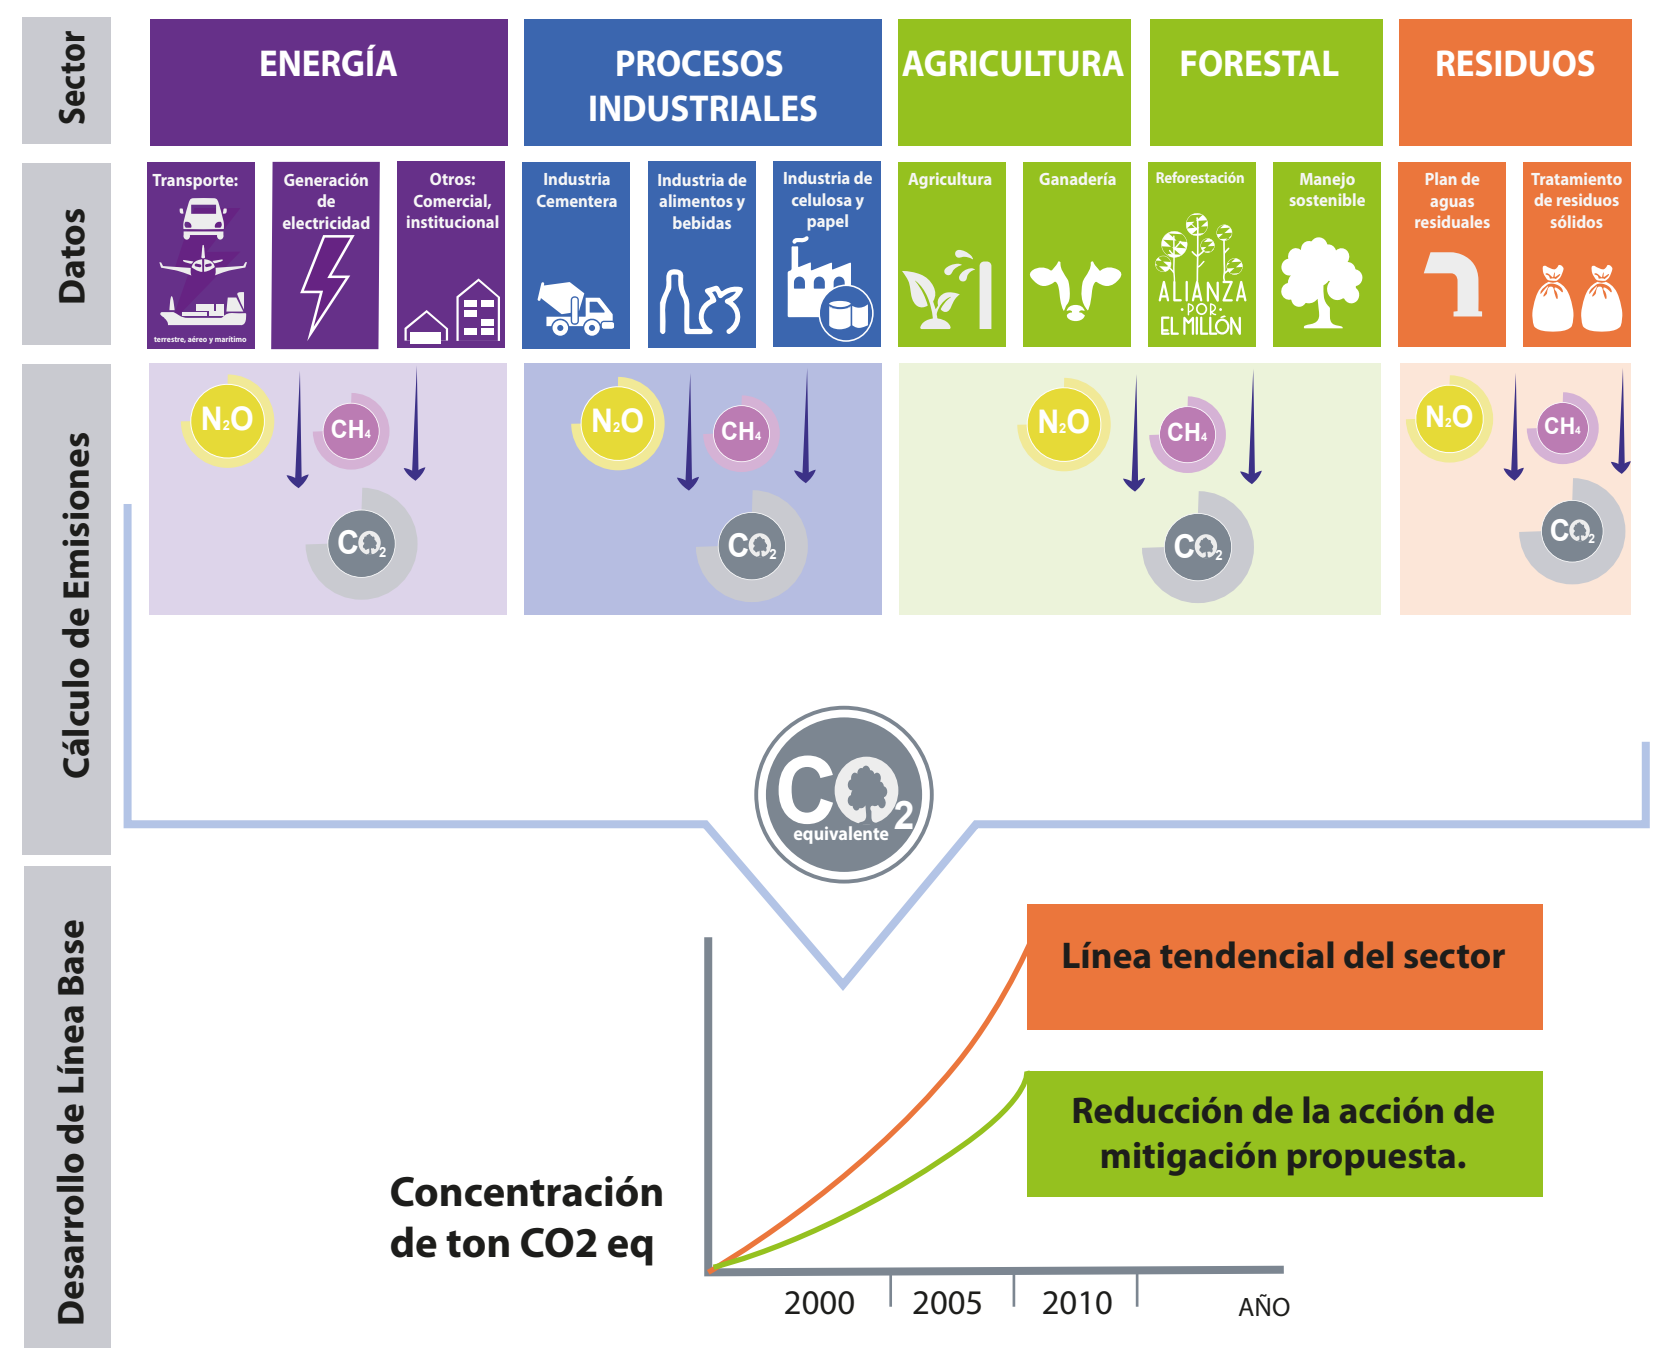 Sector
ENERGÍA
PROCESOS
INDUSTRIALES
AGRICULTURA
FORESTAL
RESIDUOS
Datos
Transporte:
terrestre, aéreo y marítimo
Generación
de
electricidad
Otros:
Comercial,
institucional
Industria
Cementera
Industria de
alimentos y
bebidas
Industria de
celulosa y
papel
Agricultura
Ganadería
Reforestación
ALIANZA
·POR·
EL MILLÓN
Manejo
sostenible
Plan de
aguas
residuales
Tratamiento
de residuos
sólidos
Cálculo de Emisiones
N2O
CH4
CO2
N2O
CH4
CO2
N2O
CH4
CO2
N2O
CH4
CO2
CO2
equivalente
Desarrollo de Línea Base
Línea tendencial del sector
Reducción de la acción de
mitigación propuesta.
Concentración
de ton CO2 eq
2000
2005
2010
AÑO